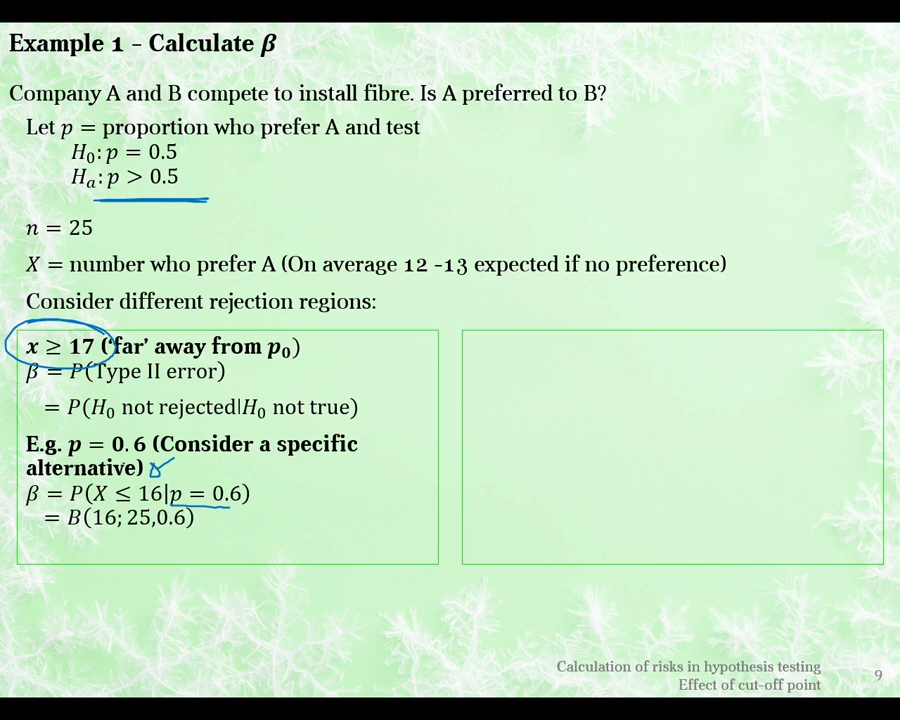 Example 1 – Calculate β
Company A and B compete to install fibre. Is A preferred to B?
Let p = proportion who prefer A and test
H₀: p = 0.5
Hₐ: p > 0.5
n = 25
X = number who prefer A (On average 12 -13 expected if no preference)
Consider different rejection regions:
x ≥ 17 (‘far’ away from p₀)
β = P(Type II error)
= P(H₀ not rejected|H₀ not true)
E.g. p = 0.6 (Consider a specific
alternative)
β = P(X ≤ 16|p = 0.6)
= B(16; 25,0.6)
Calculation of risks in hypothesis testing
Effect of cut-off point
9